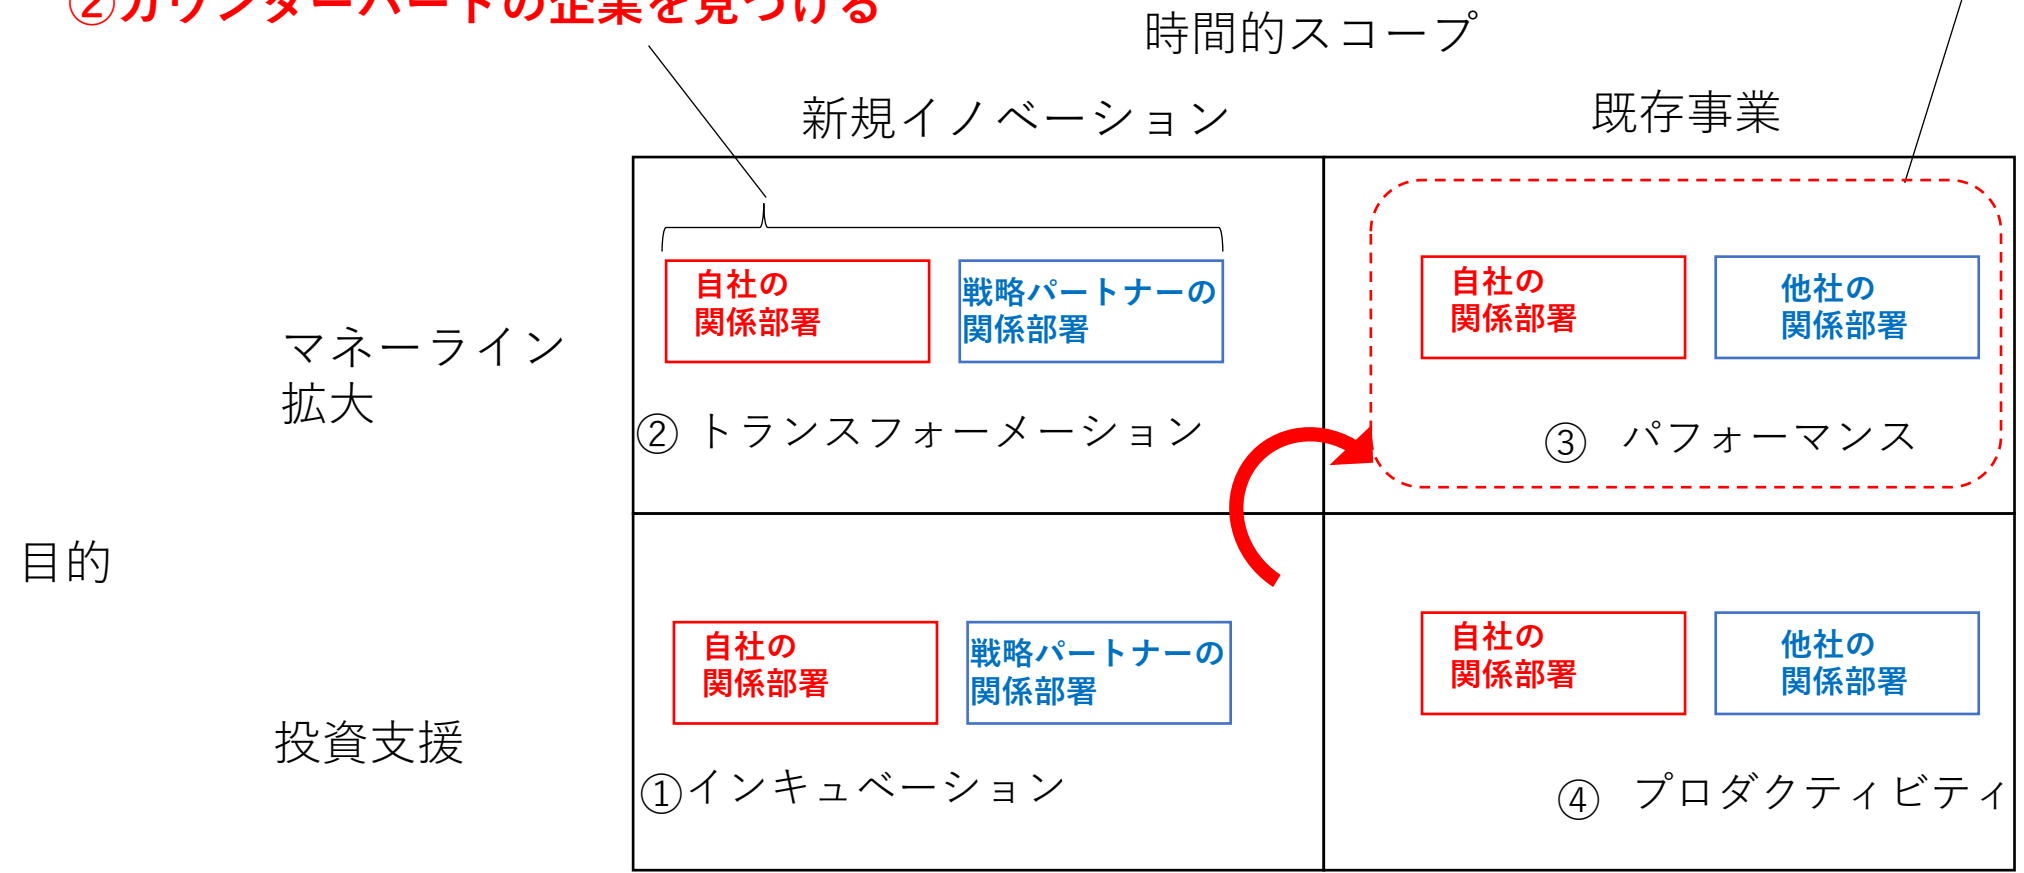 ②カウンターパートの企業を見つける
時間的スコープ
新規イノベーション
既存事業
自社の
関係部署
戦略パートナーの
関係部署
自社の
関係部署
他社の
関係部署
マネーライン
拡大
② トランスフォーメーション
③ パフォーマンス
目的
自社の
関係部署
戦略パートナーの
関係部署
自社の
関係部署
他社の
関係部署
投資支援
①インキュベーション
④ プロダクティビティ